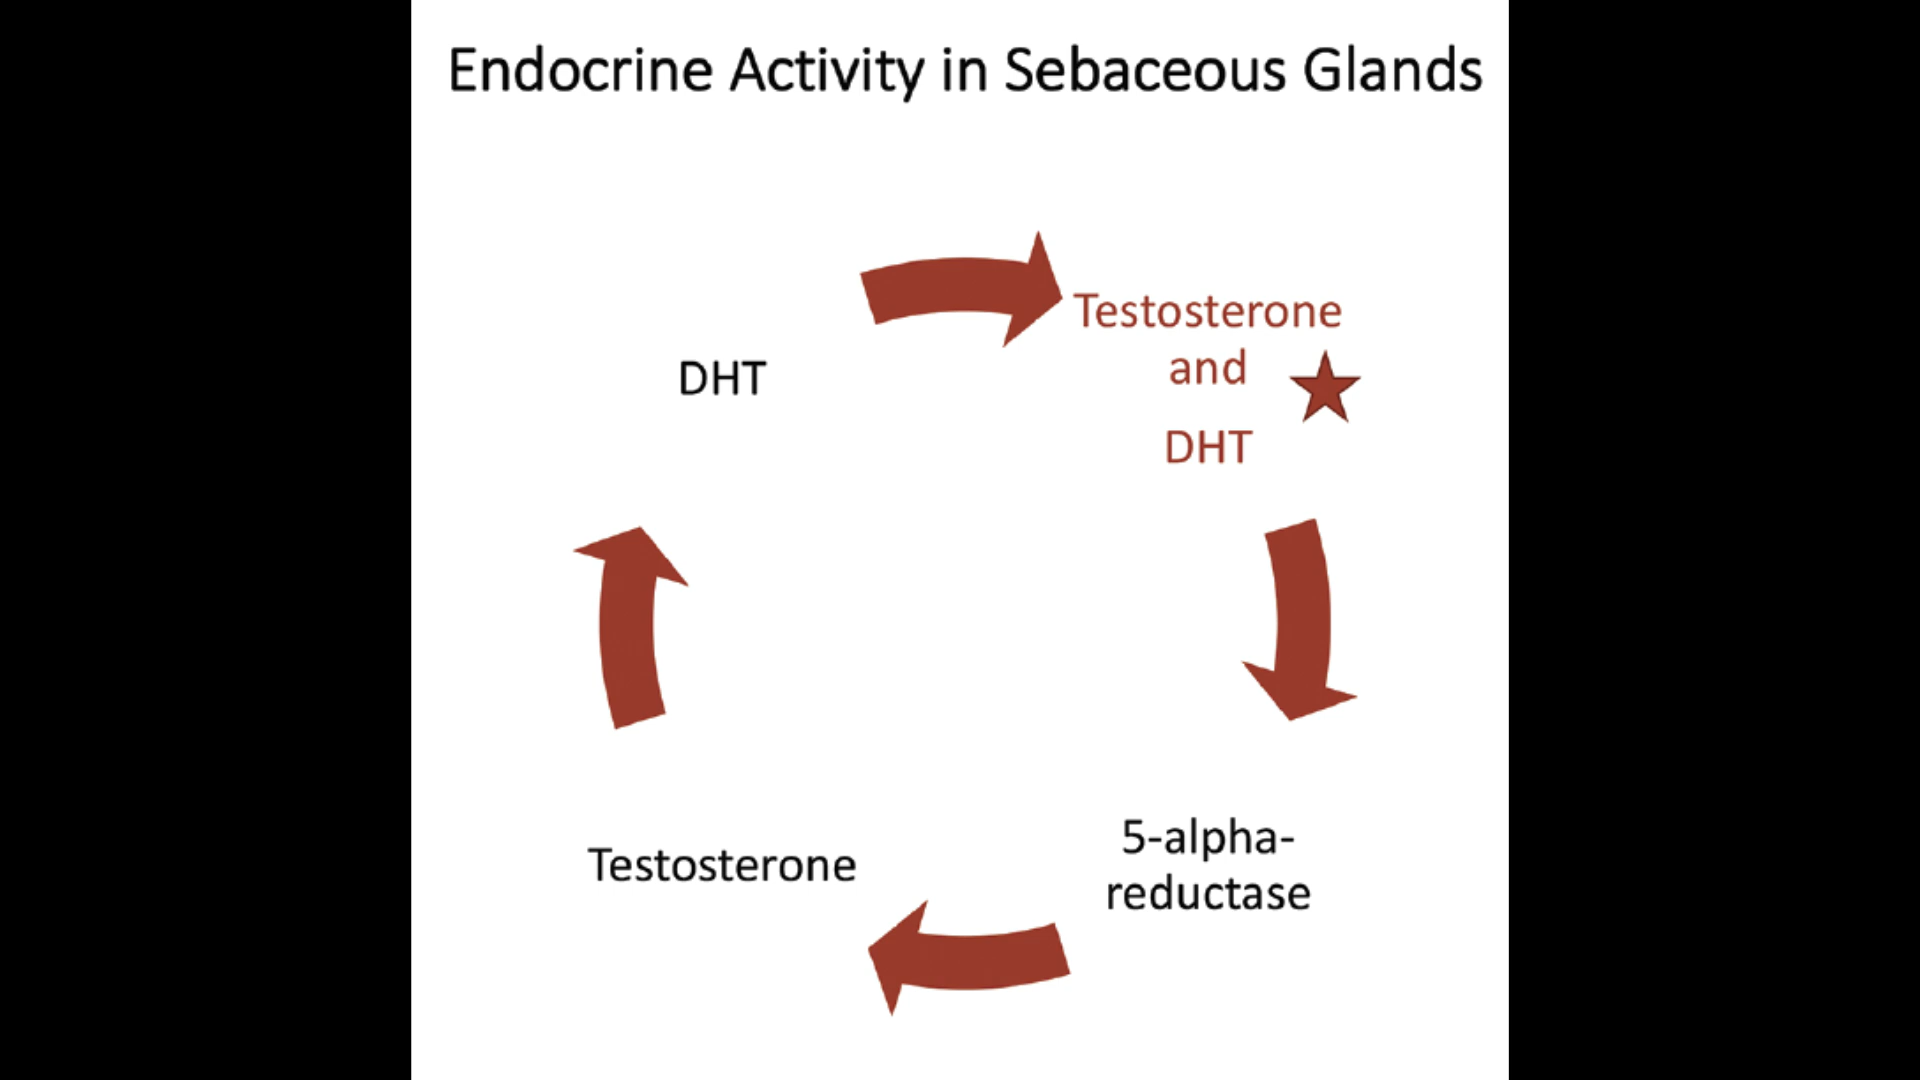 Endocrine Activity in Sebaceous Glands
DHT
Testosterone
and
DHT
5-alpha-
reductase
Testosterone